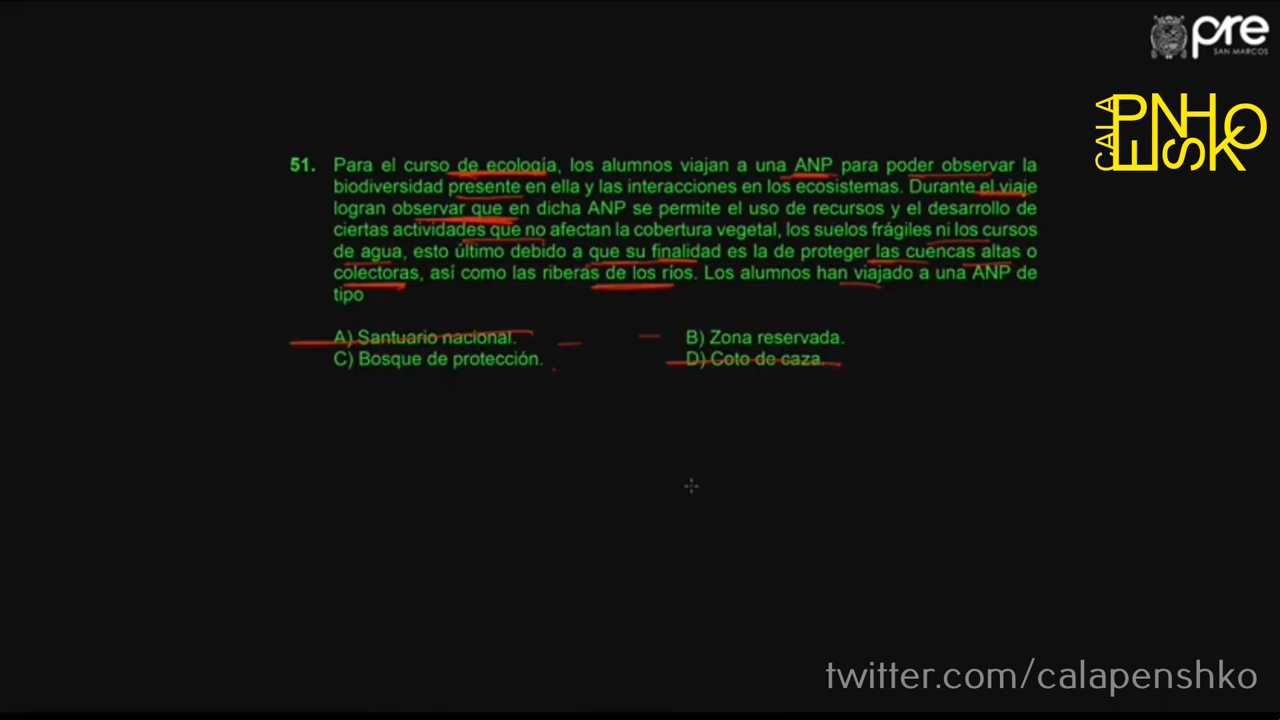 pre
SAN MARCOS
CALA
PENSHKO
51. Para el curso de ecología, los alumnos viajan a una ANP para poder observar la
biodiversidad presente en ella y las interacciones en los ecosistemas. Durante el viaje
logran observar que en dicha ANP se permite el uso de recursos y el desarrollo de
ciertas actividades que no afectan la cobertura vegetal, los suelos frágiles ni los cursos
de agua, esto último debido a que su finalidad es la de proteger las cuencas altas o
colectoras, así como las riberas de los ríos. Los alumnos han viajado a una ANP de
tipo
A) Santuario nacional. B) Zona reservada.
C) Bosque de protección. D) Coto de caza.
twitter.com/calapenshko